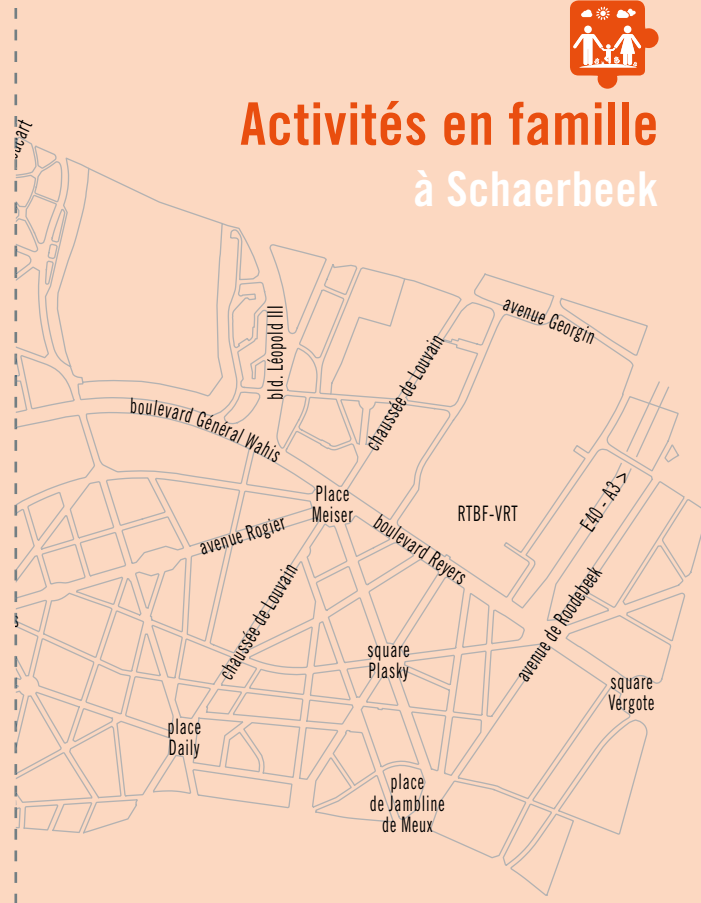 Activités en famille
à Schaerbeek
avenue Georgin
bld. Léopold III
chaussée de Louvain
boulevard Général Wahis
Place
Meiser
RTBF-VRT
E40 - A3 >
avenue Rogier
boulevard Reyers
chaussée de Louvain
avenue de Roodebeek
square
Plasky
square
Vergote
place
Daily
place
de Jambline
de Meux